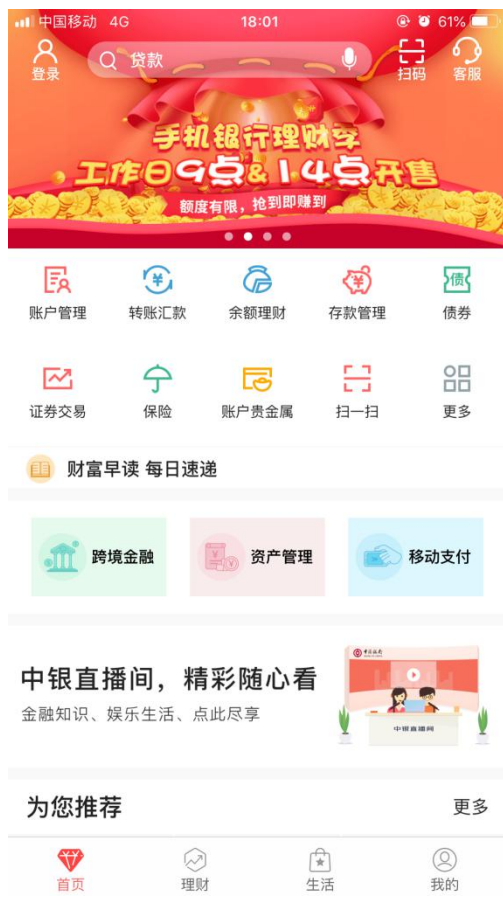 中国移动 4G 18:01 61%
贷款
登录 扫码 客服
手机银行理财季
工作日9点&14点开售
额度有限，抢到即赚到
账户管理 转账汇款 余额理财 存款管理 债券
债
证券交易 保险 账户贵金属 扫一扫 更多
财富早读 每日速递
跨境金融 资产管理 移动支付
中银直播间，精彩随心看
金融知识、娱乐生活、点此尽享
中国银行
中银直播间
为您推荐 更多
首页 理财 生活 我的